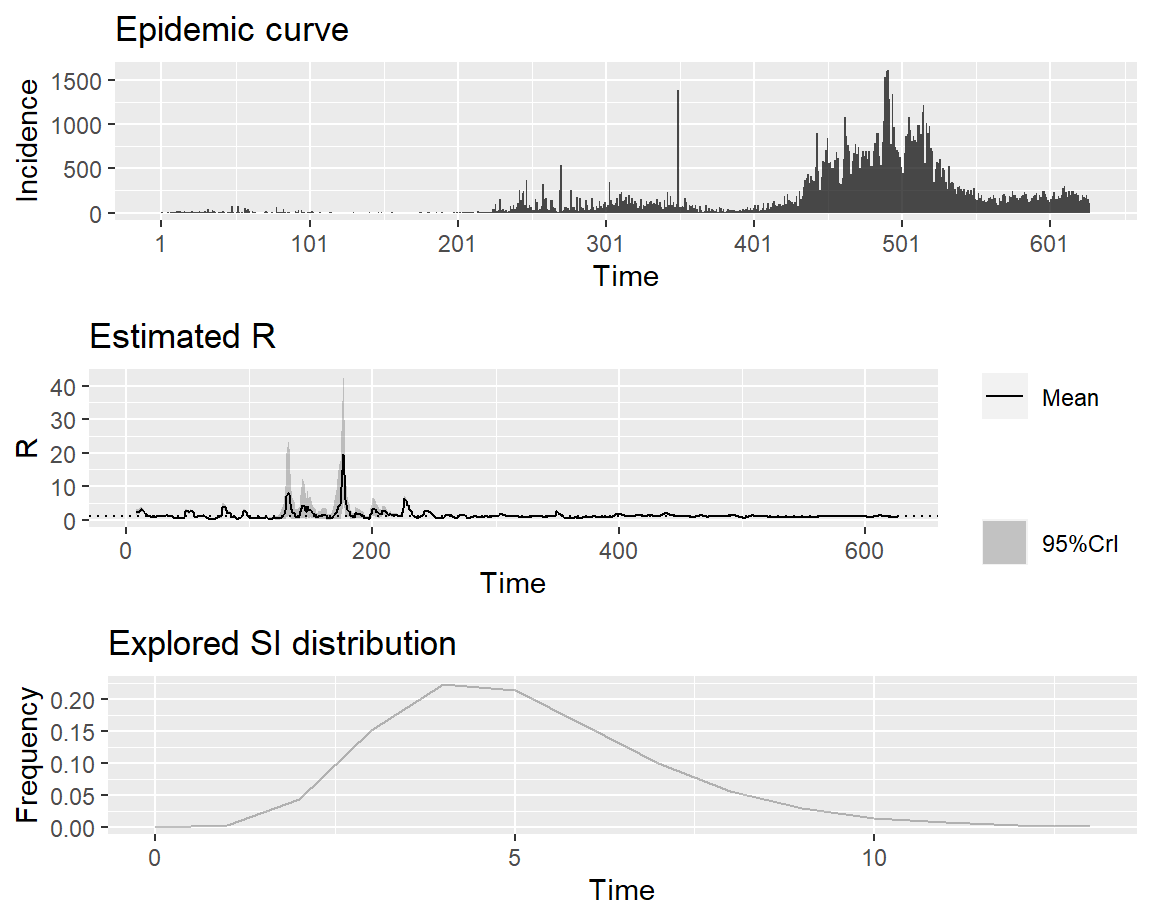 Epidemic curve
1500
1000
500
0
Incidence
1 101 201 301 401 501 601
Time
Estimated R
40
30
20
10
0
R
0 200 400 600
Time
Mean
95%CrI
Explored SI distribution
0.20
0.15
0.10
0.05
0.00
Frequency
0 5 10
Time